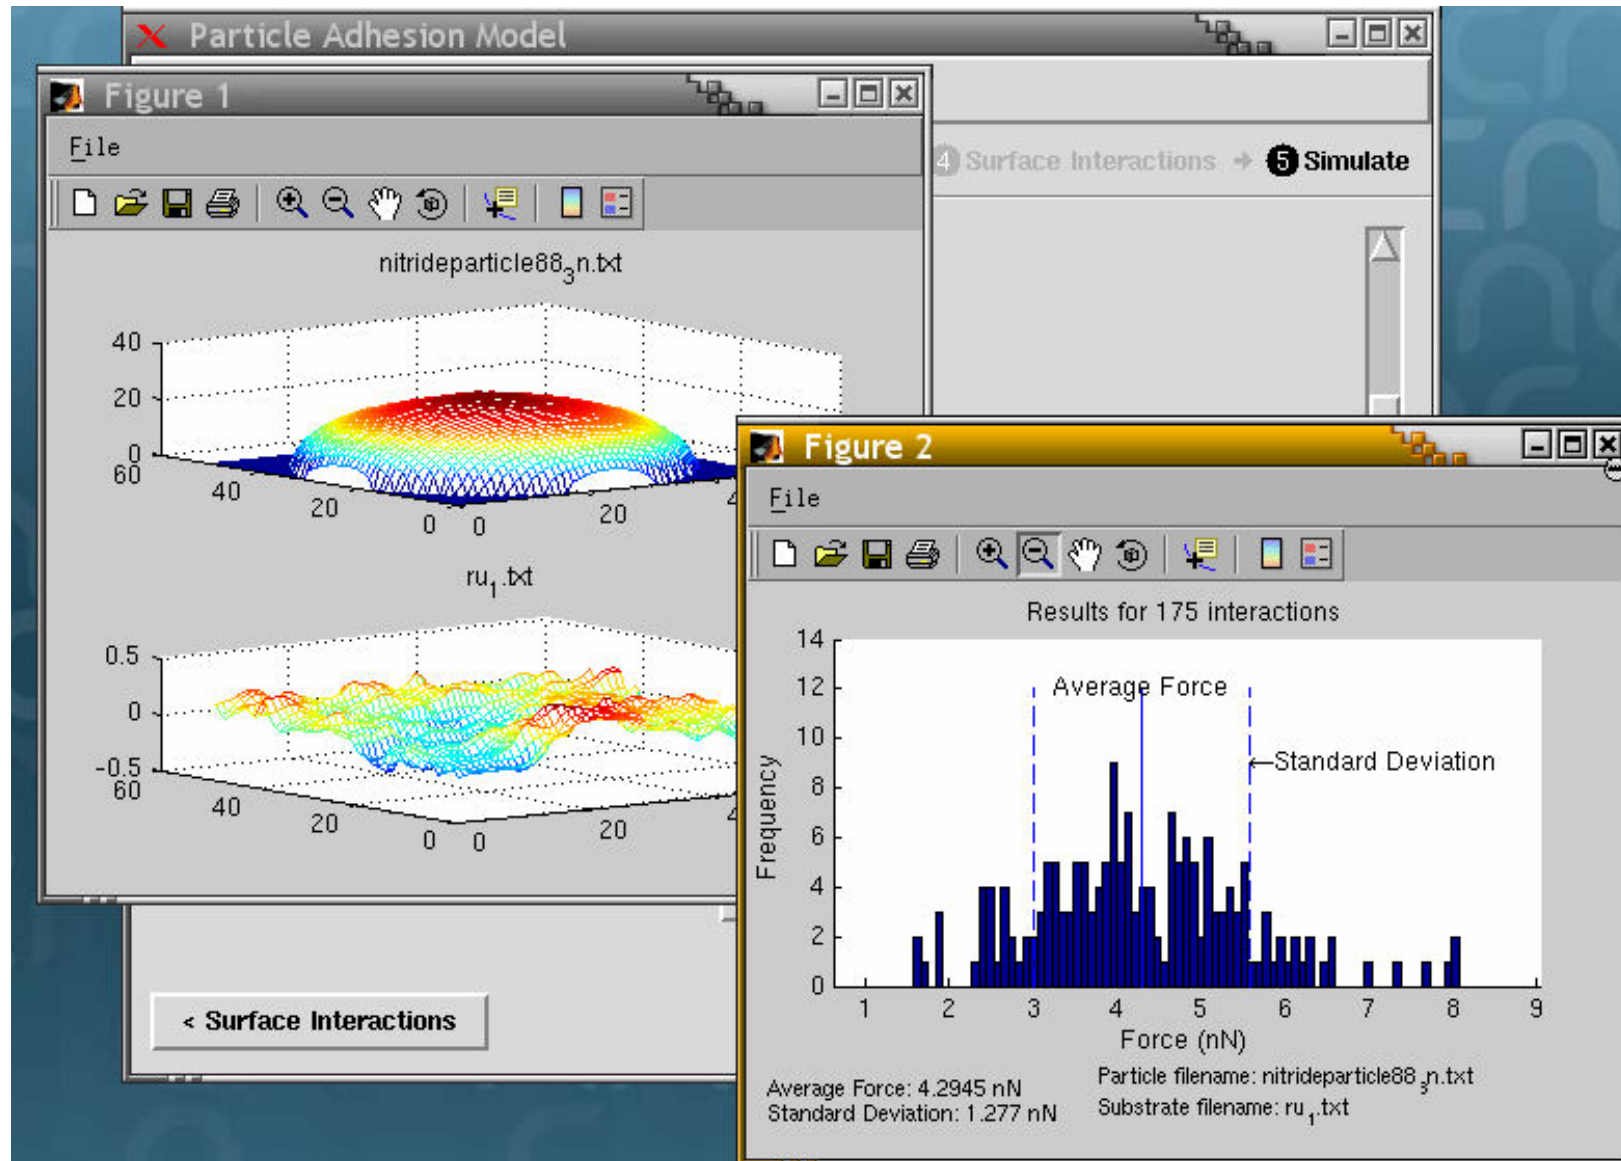 Particle Adhesion Model
Figure 1
File
4 Surface Interactions → 5 Simulate
nitrideparticle88₃n.txt
40
20
0
60
40
20
0
0
20
4
ru₁.txt
0.5
0
-0.5
60
40
20
0
0
20
4
Figure 2
File
Results for 175 interactions
14
12
10
8
6
4
2
0
Average Force
←Standard Deviation
Frequency
1 2 3 4 5 6 7 8 9
Force (nN)
Average Force: 4.2945 nN
Standard Deviation: 1.277 nN
Particle filename: nitrideparticle88₃n.txt
Substrate filename: ru₁.txt
< Surface Interactions